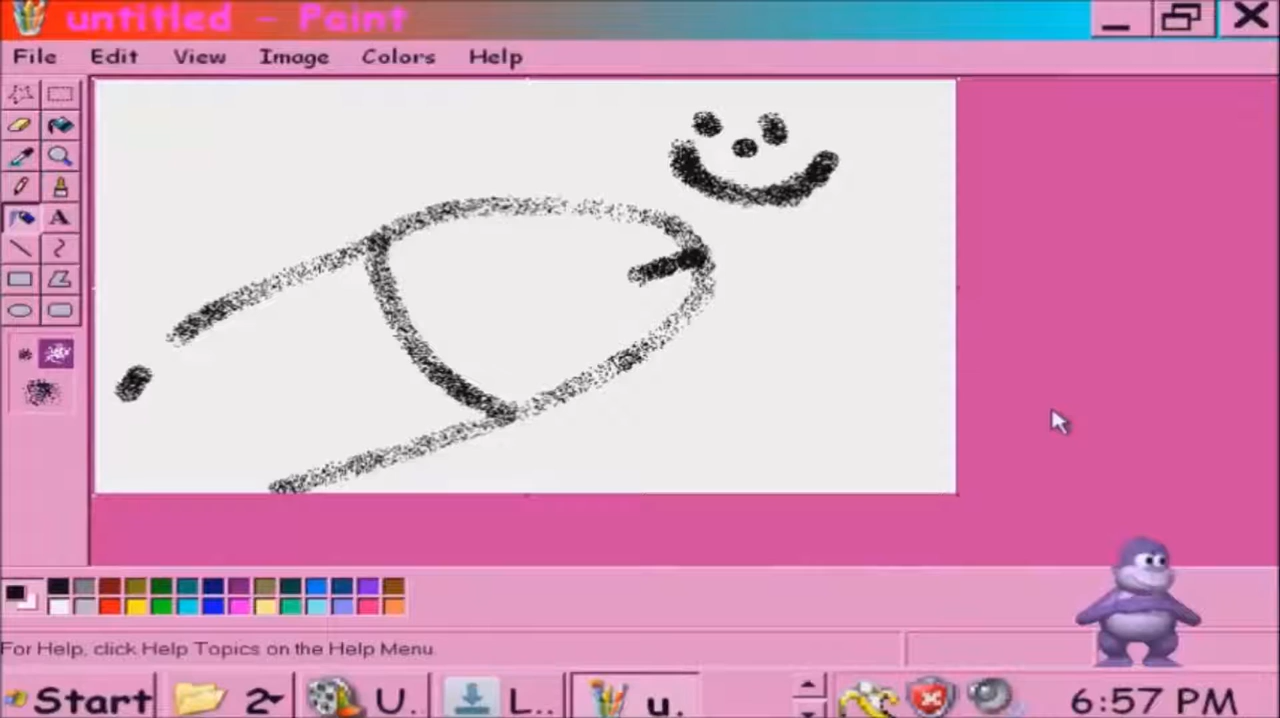 untitled - Paint
File Edit View Image Colors Help
A
For Help, click Help Topics on the Help Menu.
Start 2 U.. L.. u. 6:57 PM